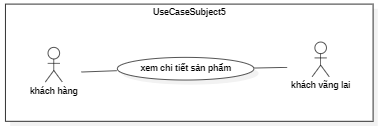 UseCaseSubject5
xem chi tiết sản phẩm
khách hàng
khách vãng lai